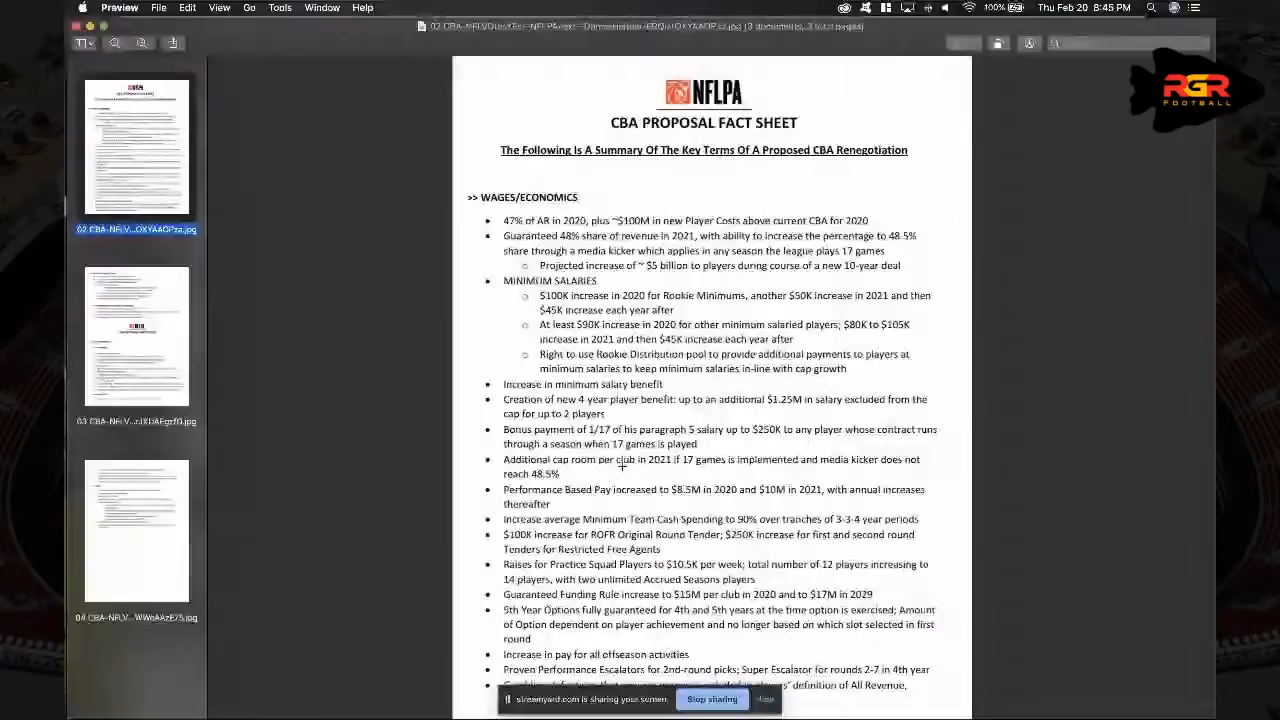 Preview File Edit View Go Tools Window Help 100% Thu Feb 20 8:45 PM
RGR
FOOTBALL
NFLPA
CBA PROPOSAL FACT SHEET
The Following Is A Summary Of The Key Terms Of A Proposed CBA Renegotiation
>> WAGES/ECONOMICS
• 47% of AR in 2020, plus ~$100M in new Player Costs above current CBA for 2020
• Guaranteed 48% share of revenue in 2021, with ability to increase the percentage to 48.5%
share through a media kicker which applies in any season the league plays 17 games
○ Projected increase of ~ $5 billion to players during course of a new 10-year deal
• MINIMUM SALARIES
○ $100K increase in 2020 for Rookie Minimums, another $50K increase in 2021 and then
$45K increase each year after
○ At least $90K increase in 2020 for other minimum salaried players; $80K to $105K
increase in 2021 and then $45K increase each year after
○ Right to use Rookie Distribution pool to provide additional payments to players at
minimum salaries to keep minimum salaries in-line with cap growth
• Increase in minimum salary benefit
• Creation of new 4-year player benefit: up to an additional $1.25M in salary excluded from the
cap for up to 2 players
• Bonus payment of 1/17 of his paragraph 5 salary up to $250K to any player whose contract runs
through a season when 17 games is played
• Additional cap room per club in 2021 if 17 games is implemented and media kicker does not
reach 48.5%
• Performance Based Pay increased to $8.5M in 2020 and $10M in 2021, with annual increases
thereafter
• Increase average Minimum Team Cash Spending to 90% over tranches of 3-3-4 year periods
• $100K increase for ROFR Original Round Tender; $250K increase for first and second round
Tenders for Restricted Free Agents
• Raises for Practice Squad Players to $10.5K per week; total number of 12 players increasing to
14 players, with two unlimited Accrued Seasons players
• Guaranteed Funding Rule increase to $15M per club in 2020 and to $17M in 2029
• 5th Year Options fully guaranteed for 4th and 5th years at the time option is exercised; Amount
of Option dependent on player achievement and no longer based on which slot selected in first
round
• Increase in pay for all offseason activities
• Proven Performance Escalators for 2nd-round picks; Super Escalator for rounds 2-7 in 4th year
definition of All Revenue,
streamyard.com is sharing your screen. Stop sharing Hide